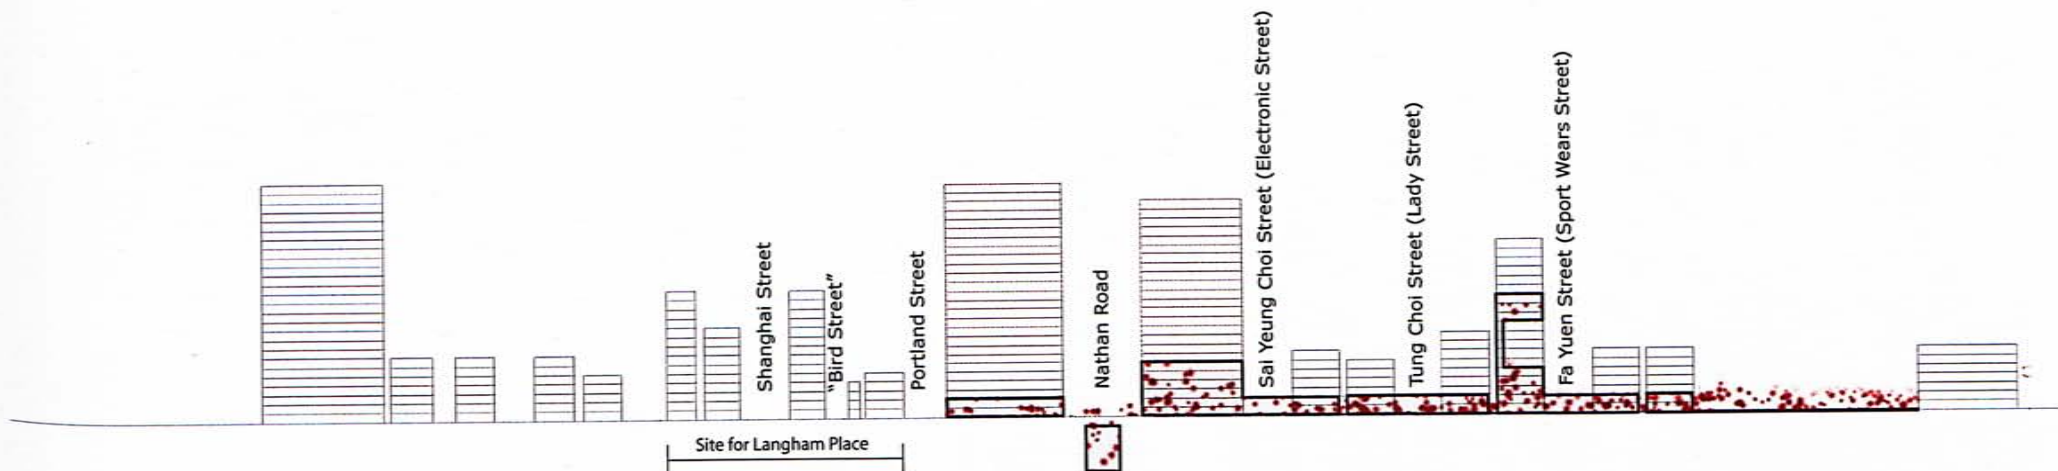 Shanghai Street
"Bird Street"
Portland Street
Nathan Road
Sai Yeung Choi Street (Electronic Street)
Tung Choi Street (Lady Street)
Fa Yuen Street (Sport Wears Street)
Site for Langham Place